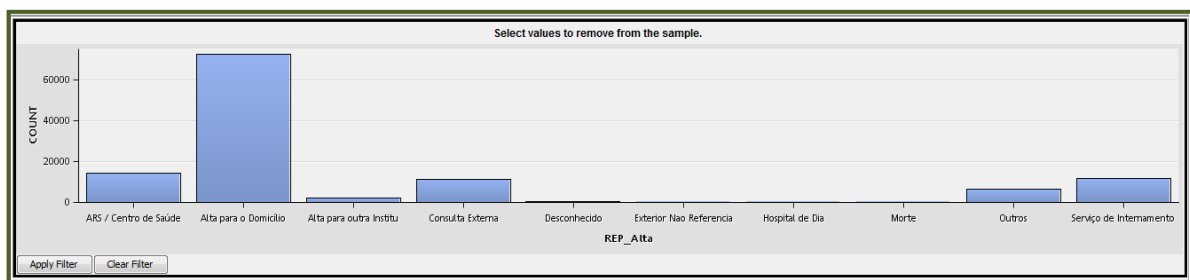 Select values to remove from the sample.
COUNT
60000
40000
20000
0
ARS / Centro de Saúde Alta para o Domicílio Alta para outra Institu Consulta Externa Desconhecido Exterior Nao Referencia Hospital de Dia Morte Outros Serviço de Internamento
REP_Alta
Apply Filter Clear Filter